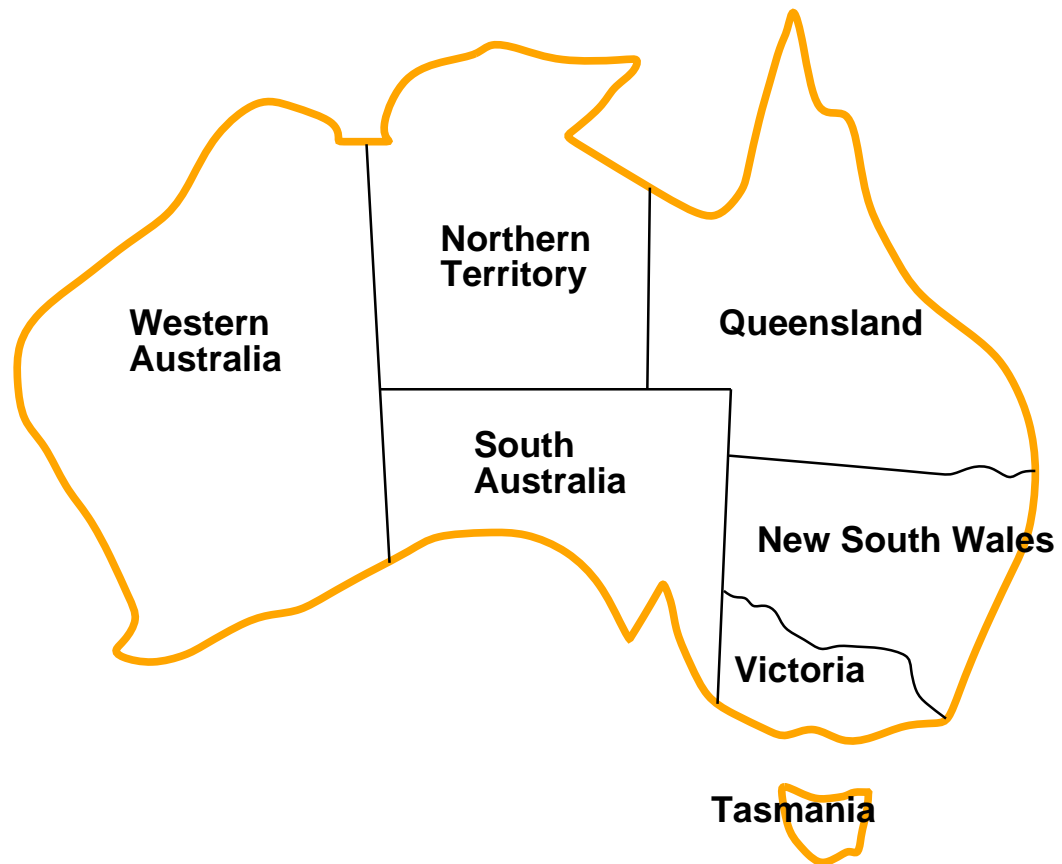 Northern
Territory
Western
Australia
Queensland
South
Australia
New South Wales
Victoria
Tasmania